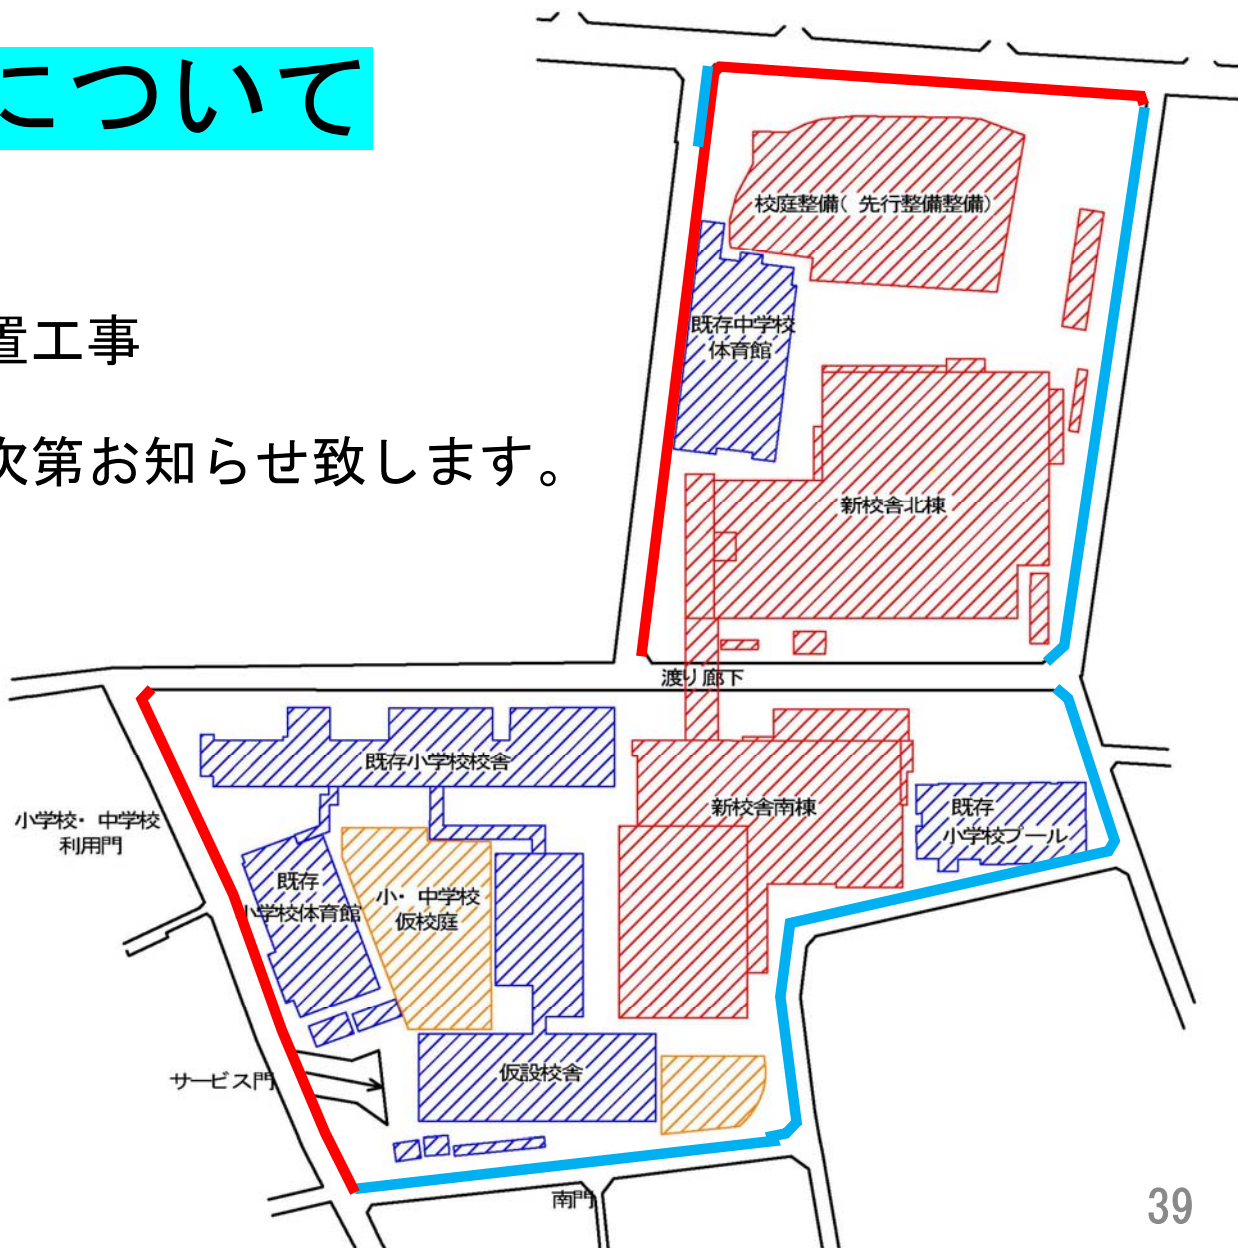 について
置工事
次第お知らせ致します。
校庭整備( 先行整備整備)
既存中学校
体育館
新校舎北棟
渡り廊下
既存小学校校舎
新校舎南棟
既存
小学校プール
小学校・中学校
利用門
既存
小学校体育館
小・中学校
仮校庭
仮設校舎
サービス門
南門
39